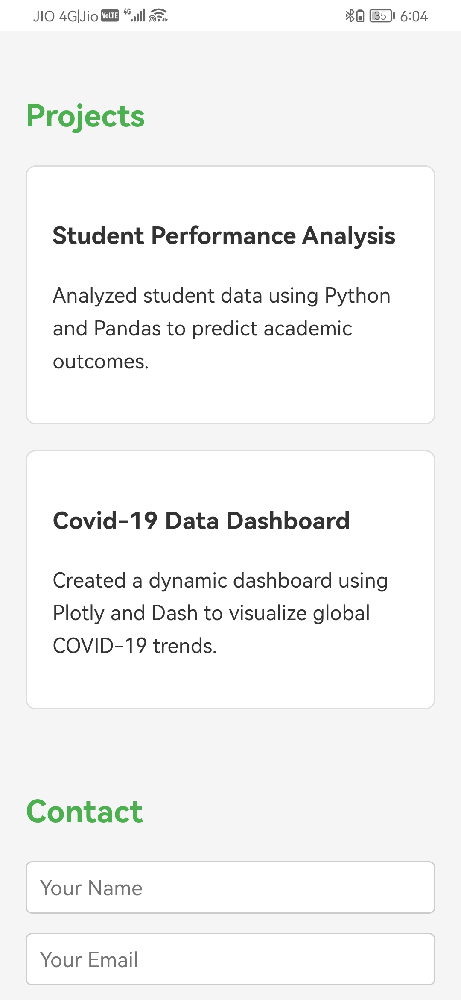 JIO 4G|Jio VoLTE 4G 35 6:04
Projects
Student Performance Analysis
Analyzed student data using Python
and Pandas to predict academic
outcomes.
Covid-19 Data Dashboard
Created a dynamic dashboard using
Plotly and Dash to visualize global
COVID-19 trends.
Contact
Your Name
Your Email